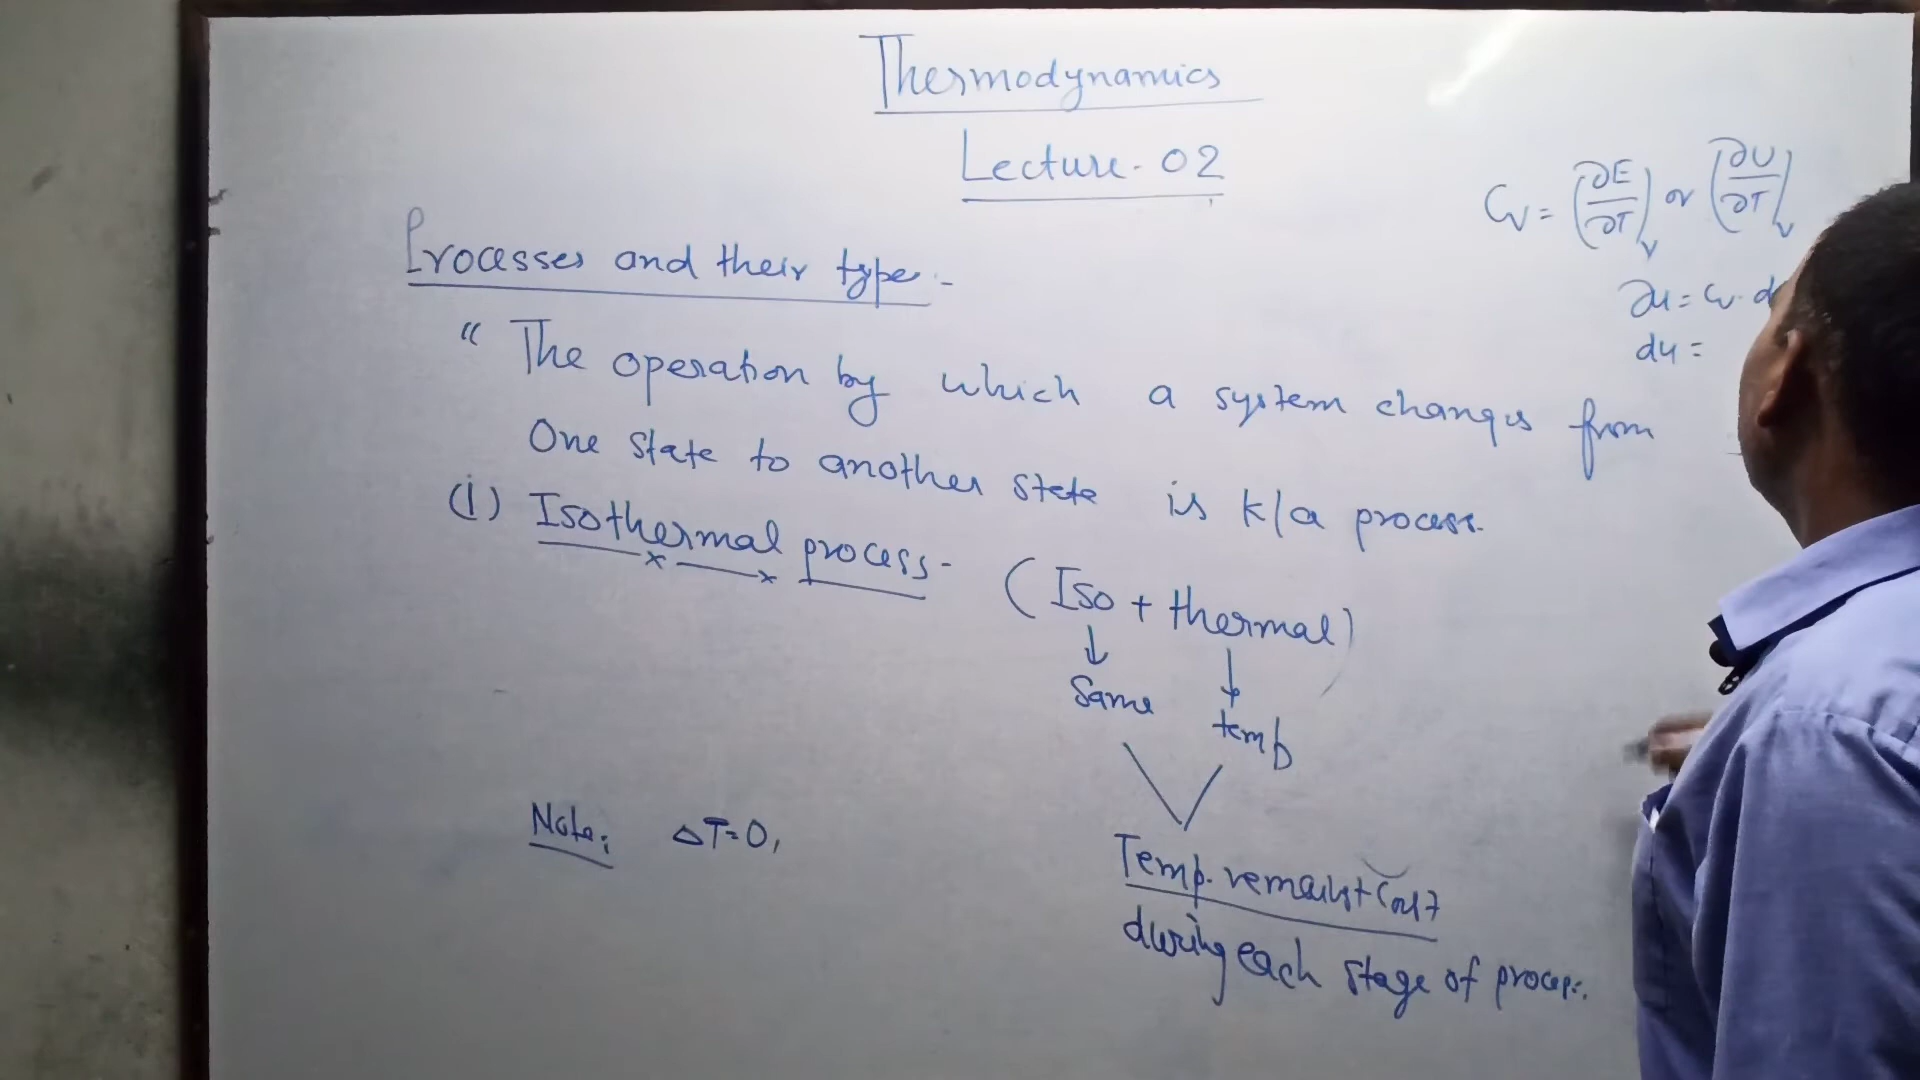 Thermodynamics
Lecture-02
Cv = (∂E/∂T)v or (∂U/∂T)v
∂u = Cv. d
du =
Processes and their type-
“ The operation by which a system changes from
One state to another state is k/a process.
(i) Isothermal process- (Iso + thermal)
↓ ↓
Same temp
Temp. remains Const
during each stage of process.
Note: ΔT=0,